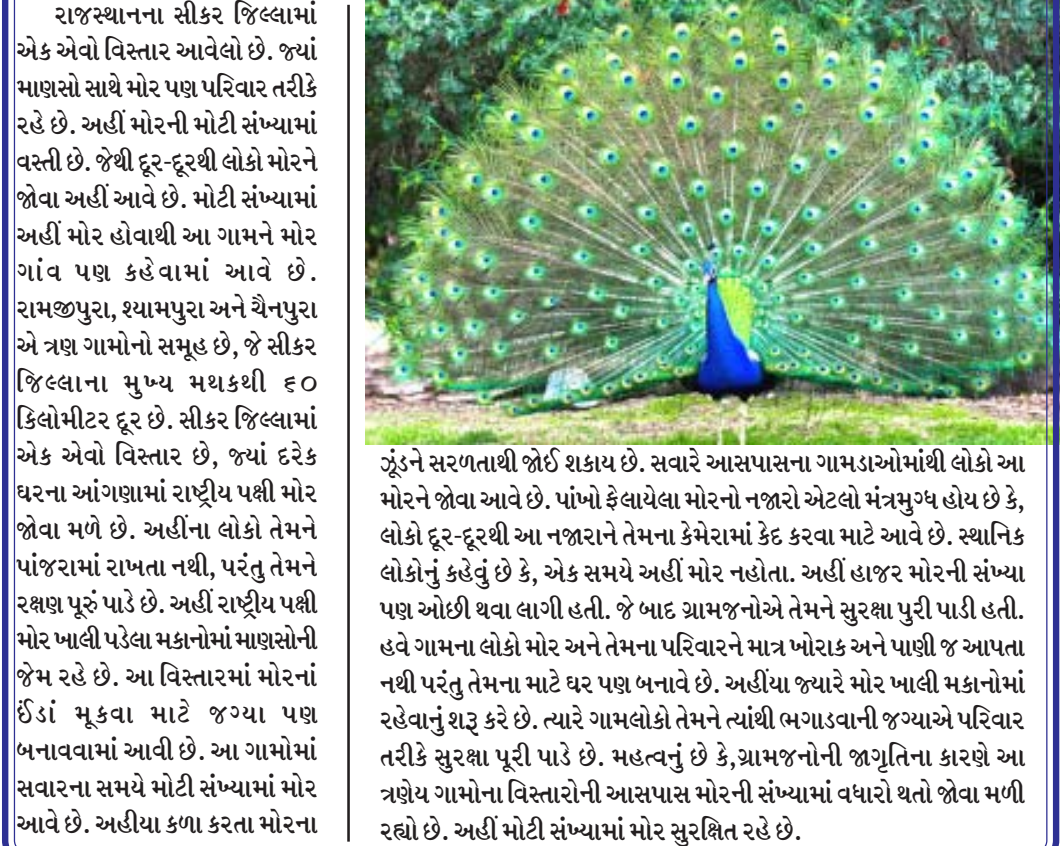 રાજસ્થાનના સીકર જિલ્લામાં
એક એવો વિસ્તાર આવેલો છે. જ્યાં
માણસો સાથે મોર પણ પરિવાર તરીકે
રહે છે. અહીં મોરની મોટી સંખ્યામાં
વસ્તી છે. જેથી દૂર-દૂરથી લોકો મોરને
જોવા અહીં આવે છે. મોટી સંખ્યામાં
અહીં મોર હોવાથી આ ગામને મોર
ગાંવ પણ કહેવામાં આવે છે.
રામજીપુરા, શ્યામપુરા અને ચૈનપુરા
એ ત્રણ ગામોનો સમૂહ છે, જે સીકર
જિલ્લાના મુખ્ય મથકથી ૬૦
કિલોમીટર દૂર છે. સીકર જિલ્લામાં
એક એવો વિસ્તાર છે, જ્યાં દરેક
ઘરના આંગણામાં રાષ્ટ્રીય પક્ષી મોર
જોવા મળે છે. અહીંના લોકો તેમને
પાંજરામાં રાખતા નથી, પરંતુ તેમને
રક્ષણ પૂરું પાડે છે. અહીં રાષ્ટ્રીય પક્ષી
મોર ખાલી પડેલા મકાનોમાં માણસોની
જેમ રહે છે. આ વિસ્તારમાં મોરનાં
ઈંડાં મૂકવા માટે જગ્યા પણ
બનાવવામાં આવી છે. આ ગામોમાં
સવારના સમયે મોટી સંખ્યામાં મોર
આવે છે. અહીયા કળા કરતા મોરના
ઝૂંડને સરળતાથી જોઈ શકાય છે. સવારે આસપાસના ગામડાઓમાંથી લોકો આ
મોરને જોવા આવે છે. પાંખો ફેલાયેલા મોરનો નજારો એટલો મંત્રમુગ્ધ હોય છે કે,
લોકો દૂર-દૂરથી આ નજારાને તેમના કેમેરામાં કેદ કરવા માટે આવે છે. સ્થાનિક
લોકોનું કહેવું છે કે, એક સમયે અહીં મોર નહોતા. અહીં હાજર મોરની સંખ્યા
પણ ઓછી થવા લાગી હતી. જે બાદ ગ્રામજનોએ તેમને સુરક્ષા પુરી પાડી હતી.
હવે ગામના લોકો મોર અને તેમના પરિવારને માત્ર ખોરાક અને પાણી જ આપતા
નથી પરંતુ તેમના માટે ઘર પણ બનાવે છે. અહીંયા જ્યારે મોર ખાલી મકાનોમાં
રહેવાનું શરૂ કરે છે. ત્યારે ગામલોકો તેમને ત્યાંથી ભગાડવાની જગ્યાએ પરિવાર
તરીકે સુરક્ષા પૂરી પાડે છે. મહત્વનું છે કે,ગ્રામજનોની જાગૃતિના કારણે આ
ત્રણેય ગામોના વિસ્તારોની આસપાસ મોરની સંખ્યામાં વધારો થતો જોવા મળી
રહ્યો છે. અહીં મોટી સંખ્યામાં મોર સુરક્ષિત રહે છે.